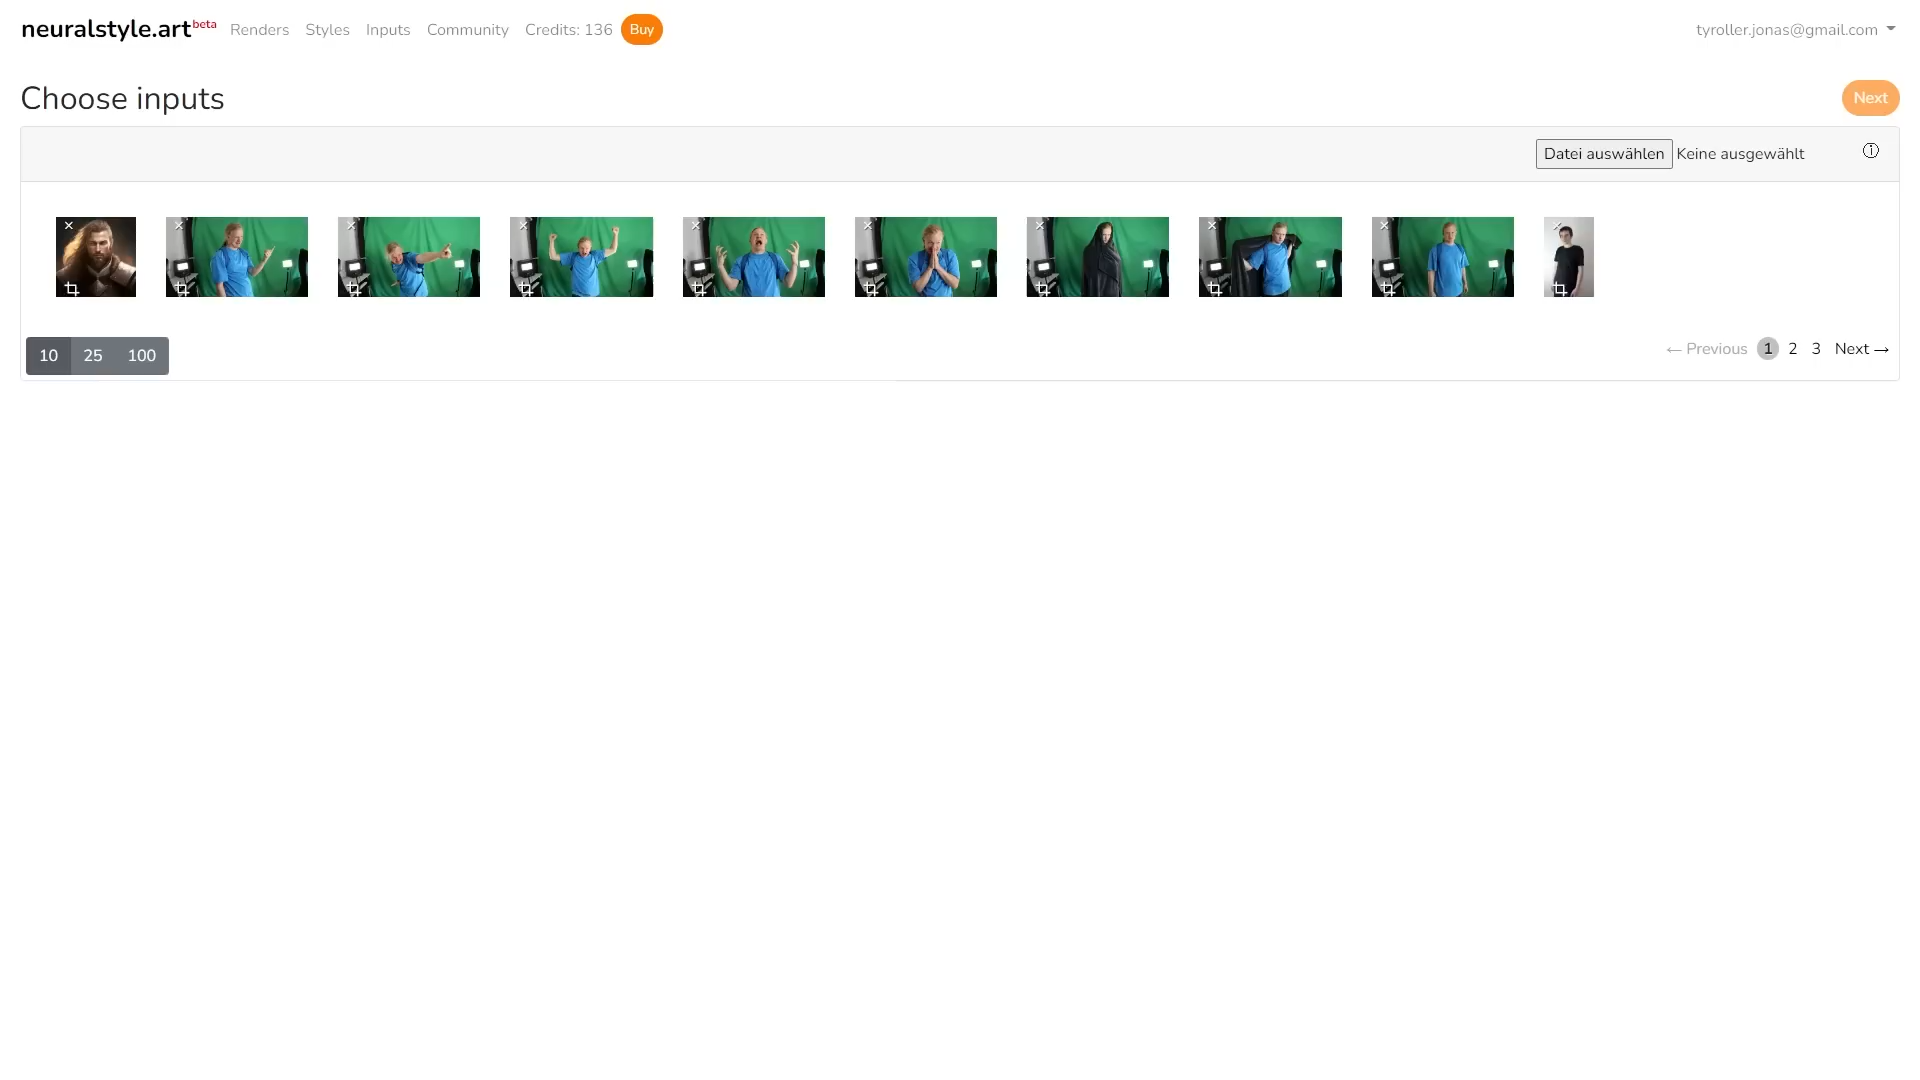 neuralstyle.art beta Renders Styles Inputs Community Credits: 136 Buy tyroller.jonas@gmail.com
Choose inputs Next
Datei auswählen Keine ausgewählt
10 25 100 ← Previous 1 2 3 Next →